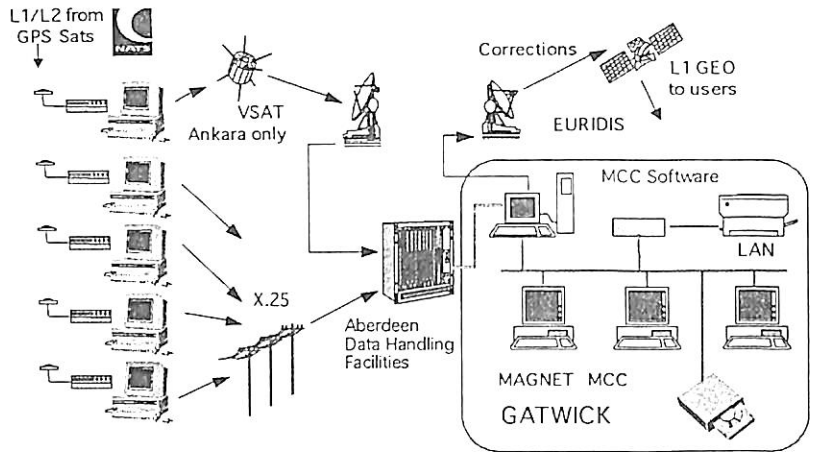 L1/L2 from
GPS Sats
NATS
VSAT
Ankara only
Corrections
L1 GEO
to users
EURIDIS
MCC Software
LAN
X.25
Aberdeen
Data Handling
Facilities
MAGNET MCC
GATWICK